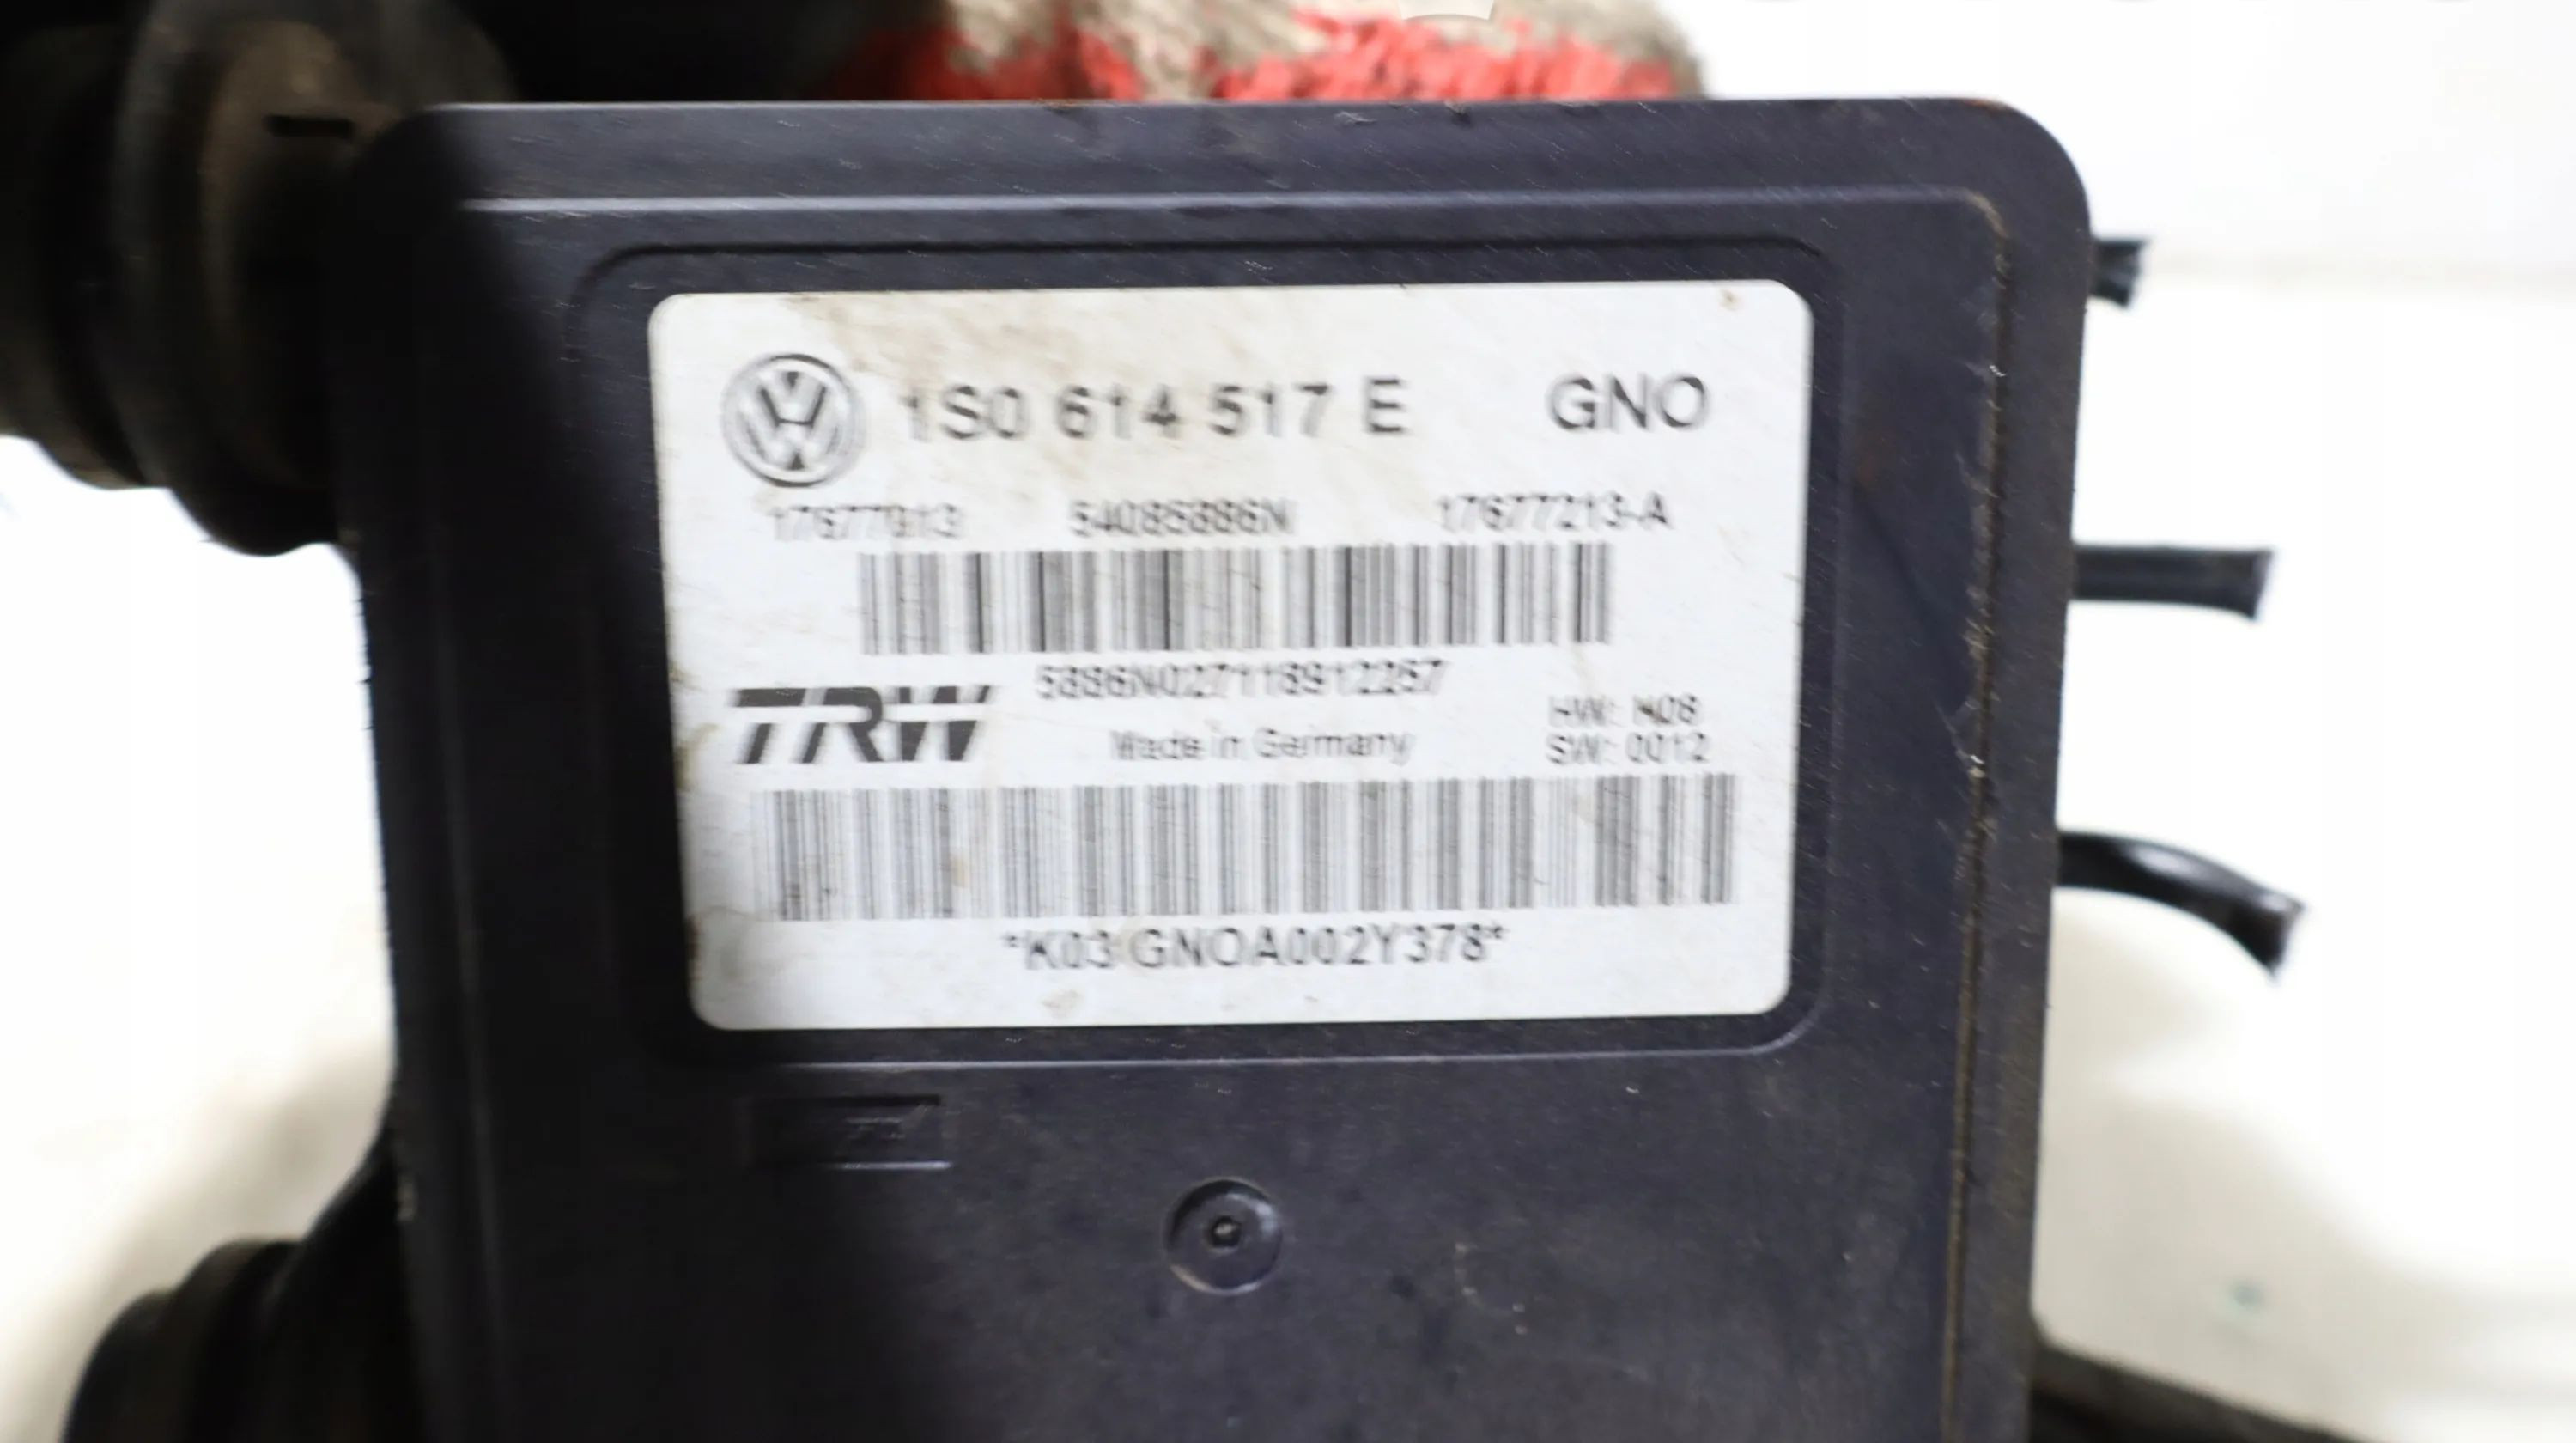 1S0 614 517 E GNO
17677913 54085886N 17677213-A
5886N027118912267
TRW Made in Germany HW: H08
SW: 0012
*K03 GNOA002Y378*